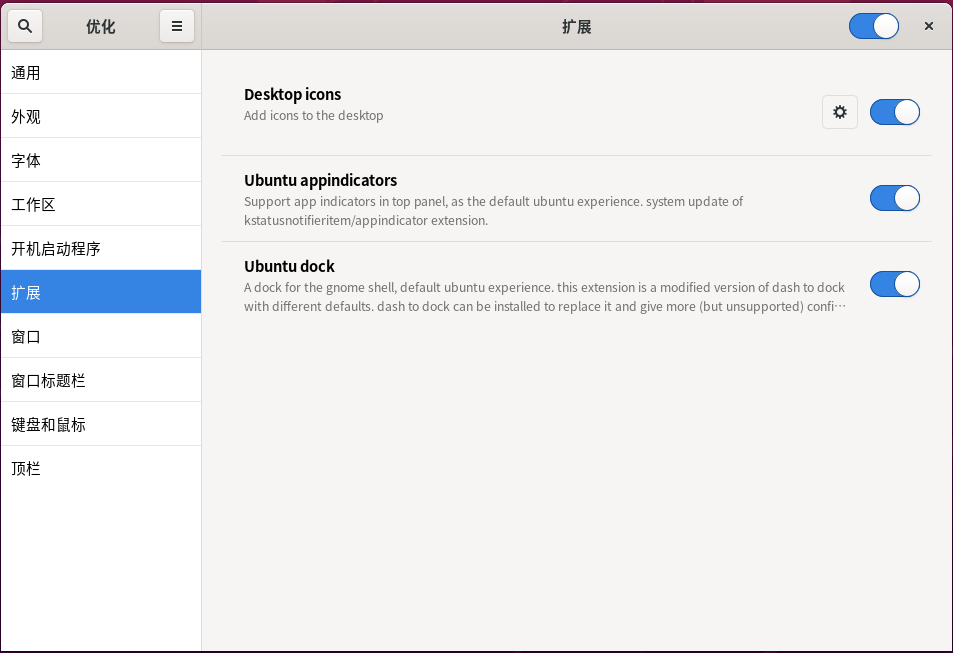 优化
扩展
通用
外观
字体
工作区
开机启动程序
扩展
窗口
窗口标题栏
键盘和鼠标
顶栏
Desktop icons
Add icons to the desktop
Ubuntu appindicators
Support app indicators in top panel, as the default ubuntu experience. system update of
kstatusnotifieritem/appindicator extension.
Ubuntu dock
A dock for the gnome shell, default ubuntu experience. this extension is a modified version of dash to dock
with different defaults. dash to dock can be installed to replace it and give more (but unsupported) confi⋯